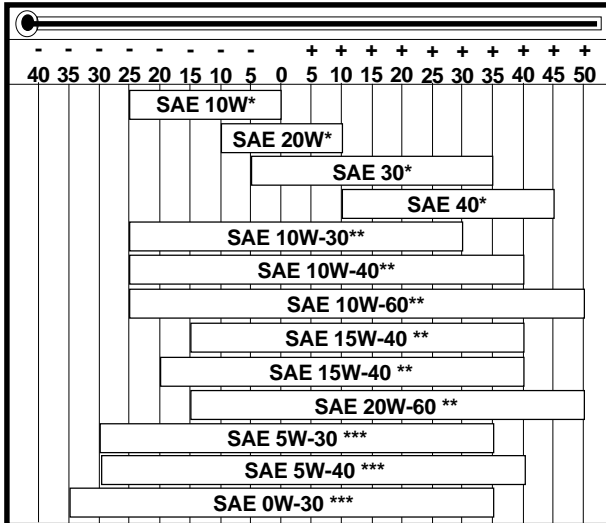 - - - - - - - - + + + + + + + + + +
40 35 30 25 20 15 10 5 0 5 10 15 20 25 30 35 40 45 50
SAE 10W*
SAE 20W*
SAE 30*
SAE 40*
SAE 10W-30**
SAE 10W-40**
SAE 10W-60**
SAE 15W-40 **
SAE 15W-40 **
SAE 20W-60 **
SAE 5W-30 ***
SAE 5W-40 ***
SAE 0W-30 ***